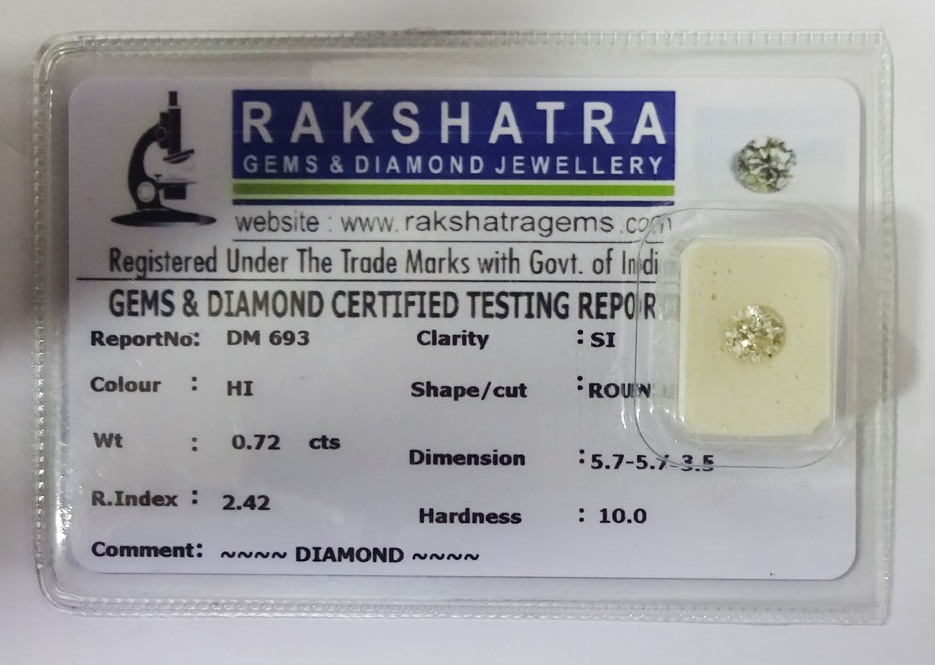 RAKSHATRA
GEMS & DIAMOND JEWELLERY
website : www. rakshatragems.com
Registered Under The Trade Marks with Govt. of Indi
GEMS & DIAMOND CERTIFIED TESTING REPOR
ReportNo: DM 693 Clarity : SI
Colour : HI Shape/cut : ROUN
Wt : 0.72 cts Dimension : 5.7-5.7-3.5
R.Index : 2.42 Hardness : 10.0
Comment: ~~~~ DIAMOND ~~~~